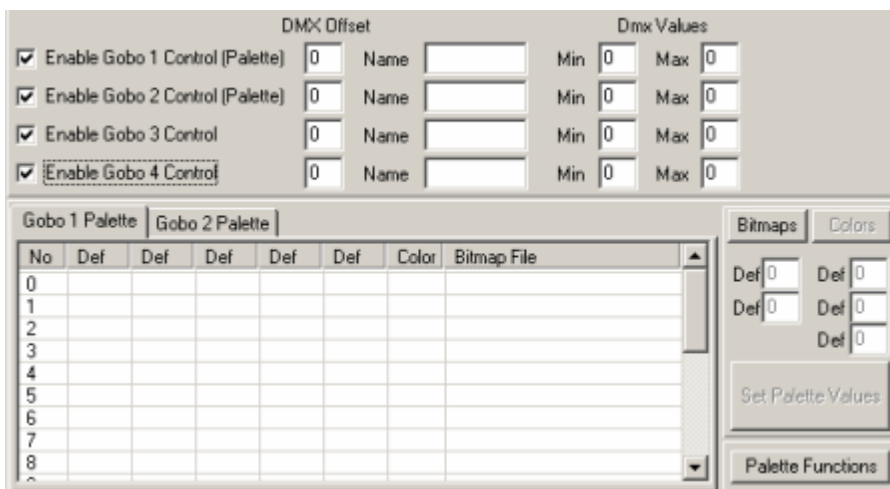 DMX Offset Dmx Values
Enable Gobo 1 Control (Palette) 0 Name Min 0 Max 0
Enable Gobo 2 Control (Palette) 0 Name Min 0 Max 0
Enable Gobo 3 Control 0 Name Min 0 Max 0
Enable Gobo 4 Control 0 Name Min 0 Max 0
Gobo 1 Palette Gobo 2 Palette
No Def Def Def Def Def Color Bitmap File
0
1
2
3
4
5
6
7
8
Bitmaps Colors
Def 0 Def 0
Def 0 Def 0
Def 0
Set Palette Values
Palette Functions